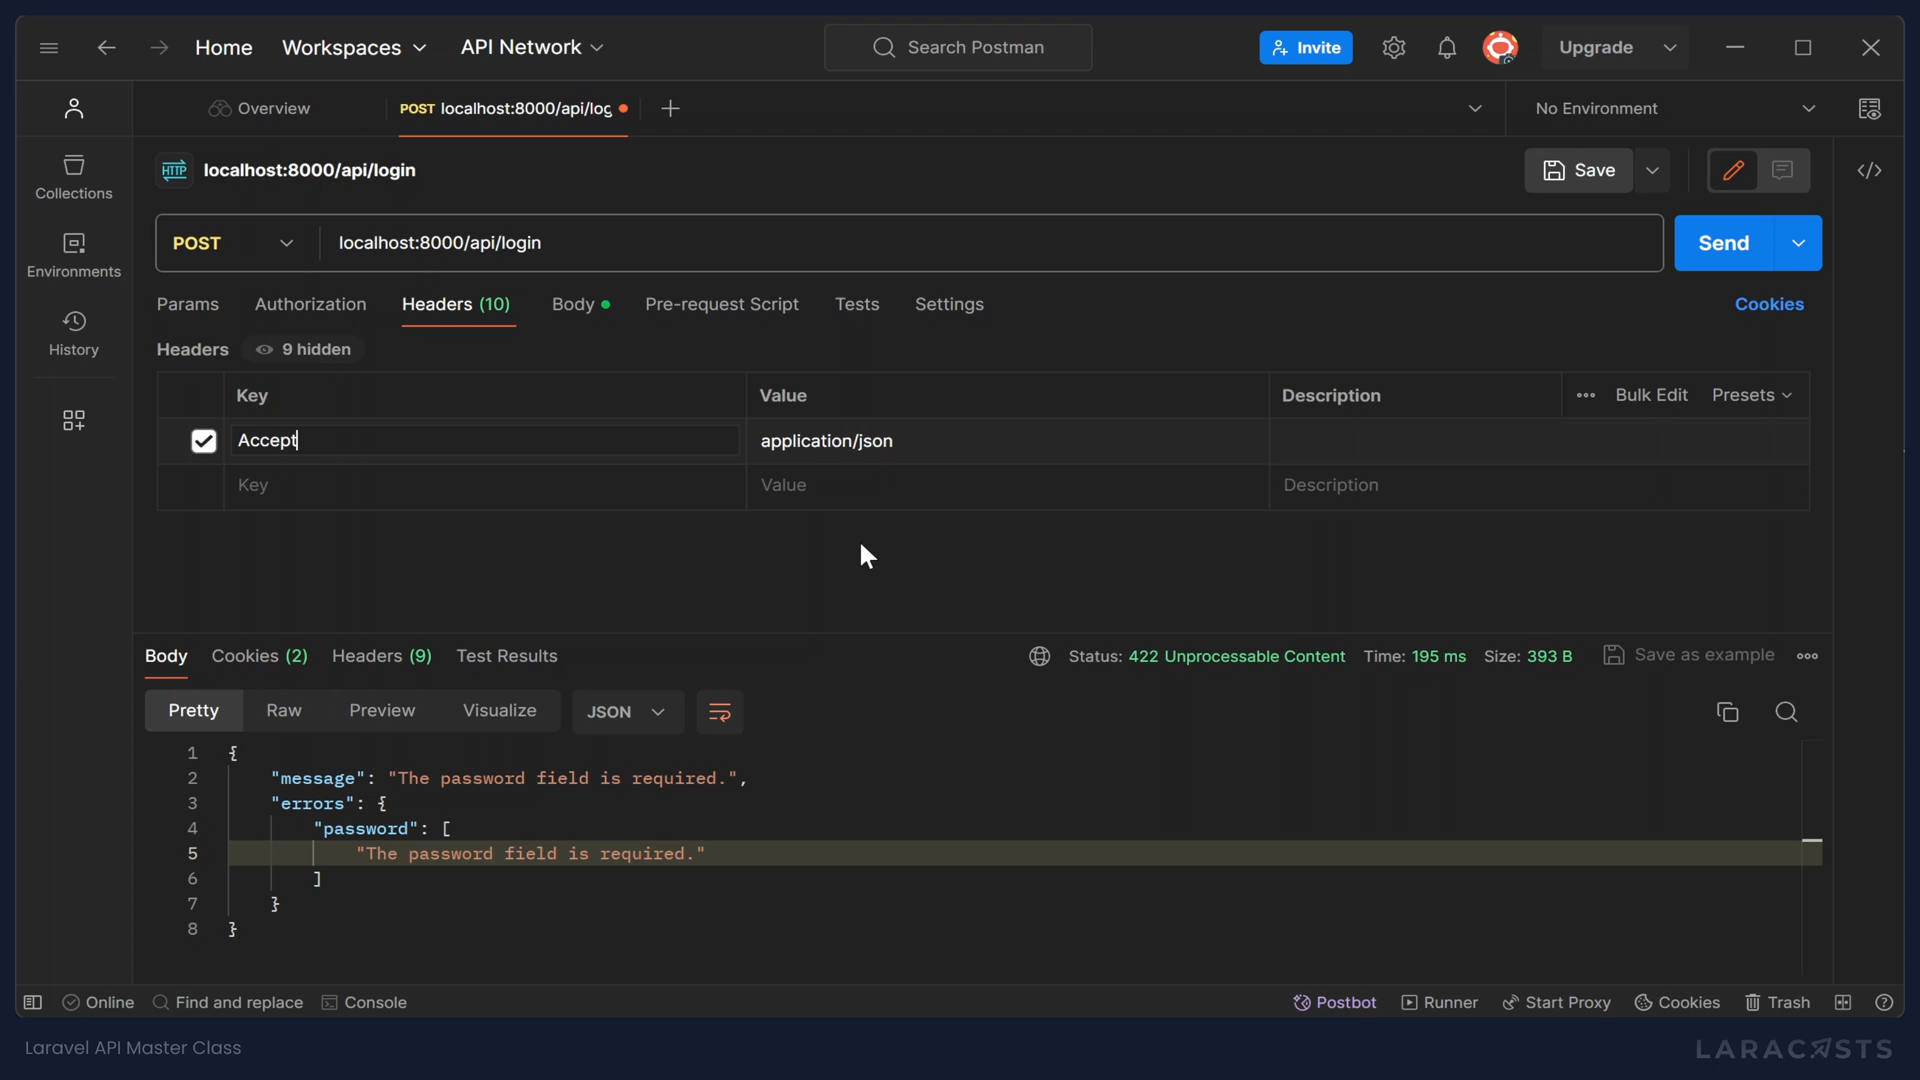 Home Workspaces API Network Search Postman Invite Upgrade
Overview POST localhost:8000/api/log No Environment
HTTP localhost:8000/api/login Save
Collections
POST localhost:8000/api/login Send
Environments
Params Authorization Headers (10) Body Pre-request Script Tests Settings Cookies
History
Headers 9 hidden
Key Value Description Bulk Edit Presets
Accept application/json
Key Value Description
Body Cookies (2) Headers (9) Test Results Status: 422 Unprocessable Content Time: 195 ms Size: 393 B Save as example
Pretty Raw Preview Visualize JSON
1 {
2 "message": "The password field is required.",
3 "errors": {
4 "password": [
5 "The password field is required."
6 ]
7 }
8 }
Online Find and replace Console Postbot Runner Start Proxy Cookies Trash
Laravel API Master Class LARACASTS